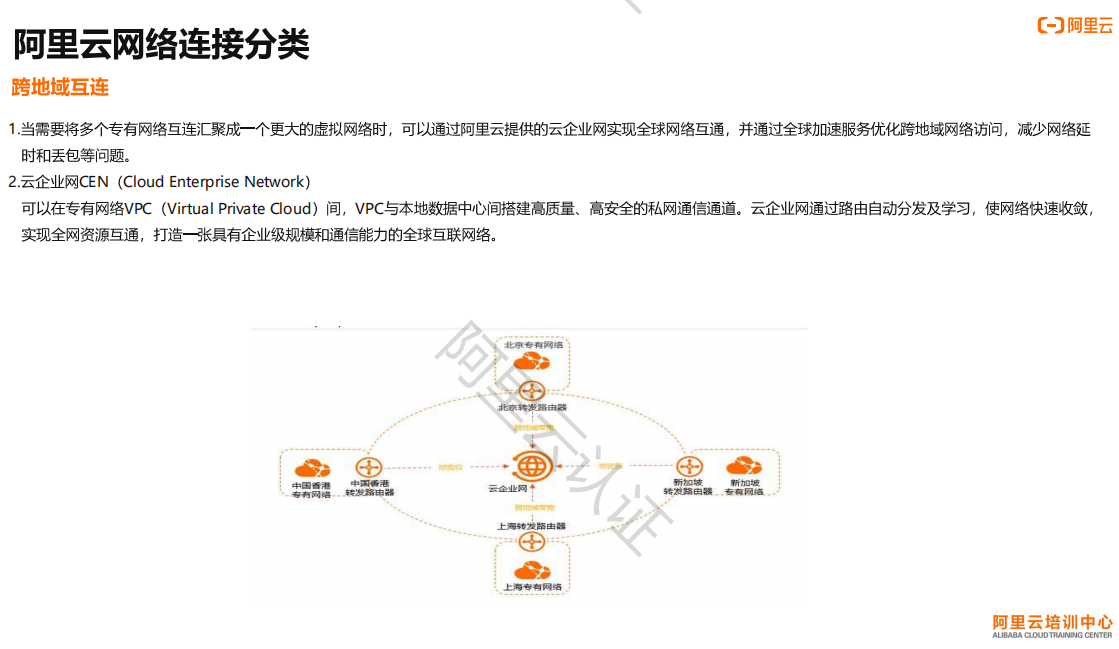 阿里云网络连接分类
阿里云
跨地域互连
1.当需要将多个专有网络互连汇聚成一个更大的虚拟网络时，可以通过阿里云提供的云企业网实现全球网络互通，并通过全球加速服务优化跨地域网络访问，减少网络延
时和丢包等问题。
2.云企业网CEN（Cloud Enterprise Network）
可以在专有网络VPC（Virtual Private Cloud）间，VPC与本地数据中心间搭建高质量、高安全的私网通信通道。云企业网通过路由自动分发及学习，使网络快速收敛，
实现全网资源互通，打造一张具有企业级规模和通信能力的全球互联网络。
北京专有网络
北京转发路由器
跨地域带宽
中国香港
专有网络
中国香港
转发路由器
带宽包
云企业网
新加坡
转发路由器
新加坡
专有网络
跨地域带宽
上海转发路由器
上海专有网络
阿里云认证
阿里云培训中心
ALIBABA CLOUD TRAINING CENTER